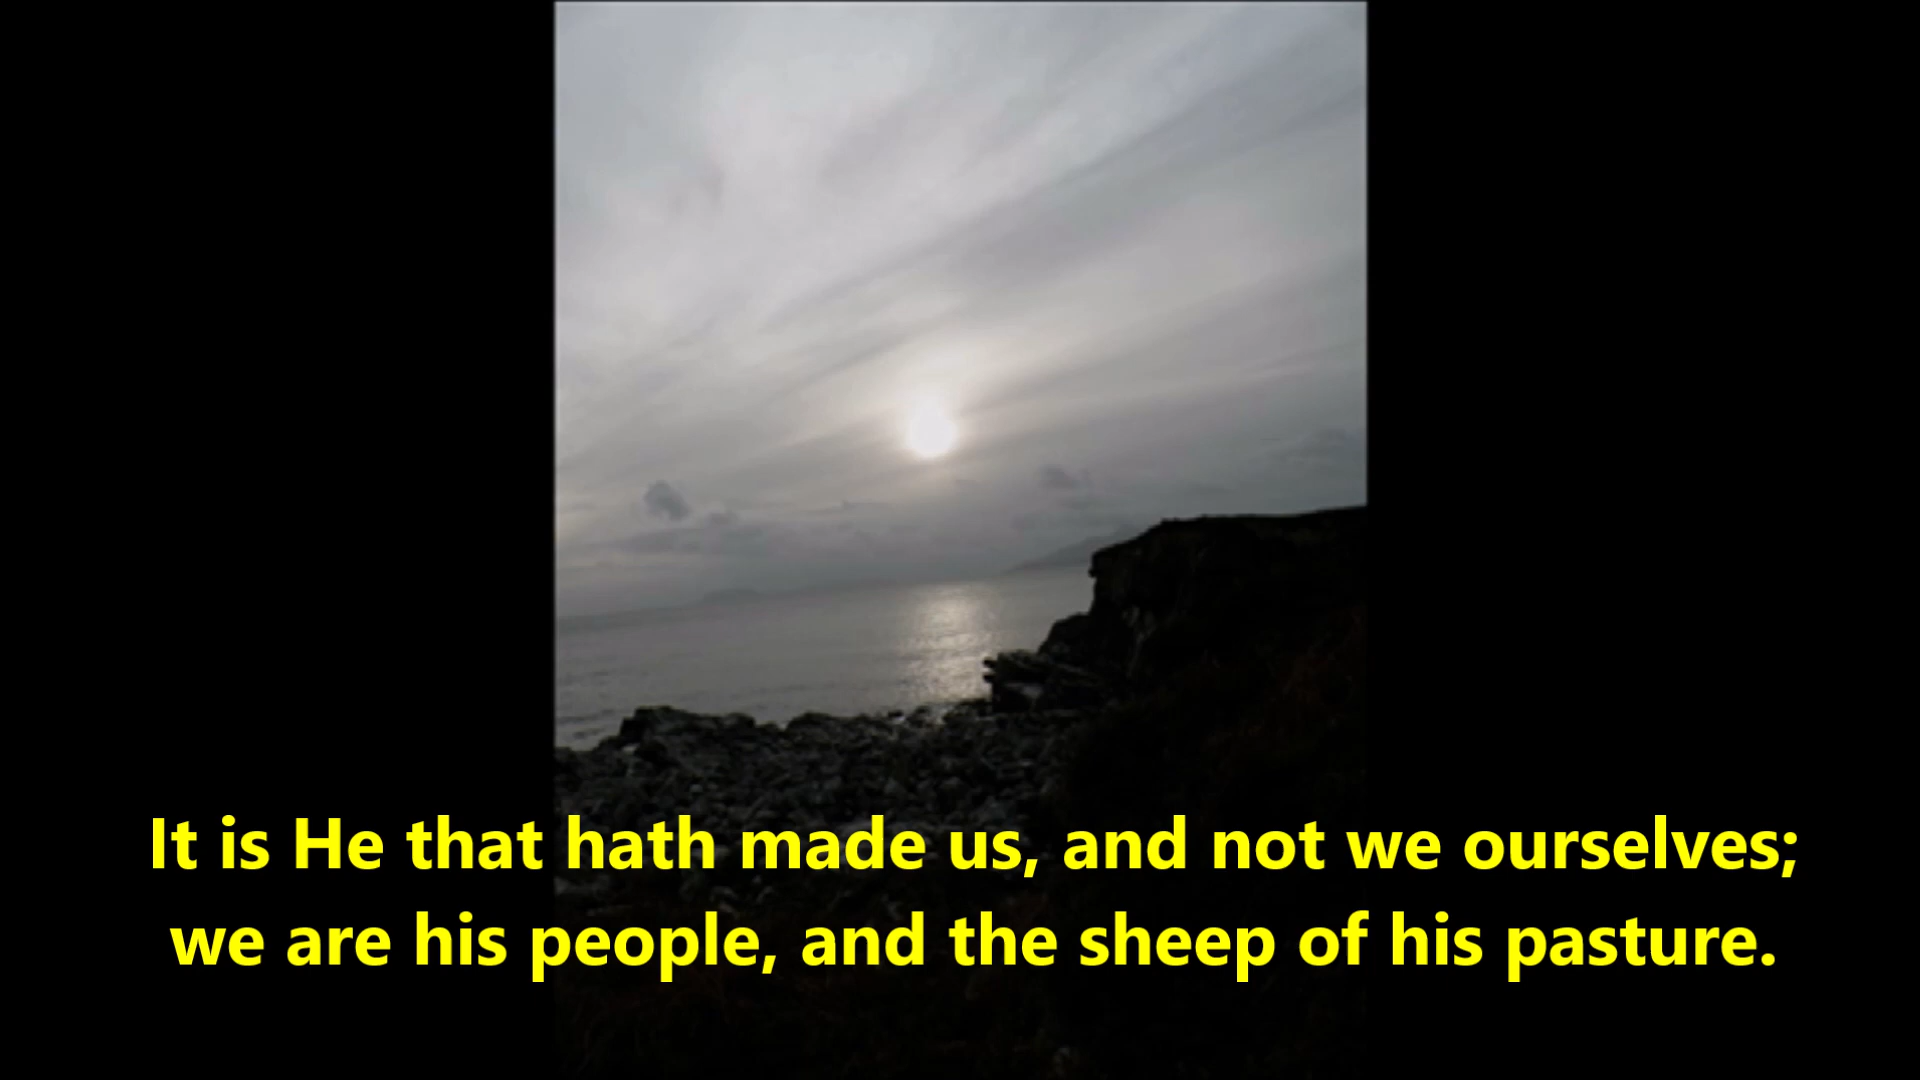 It is He that hath made us, and not we ourselves;
we are his people, and the sheep of his pasture.